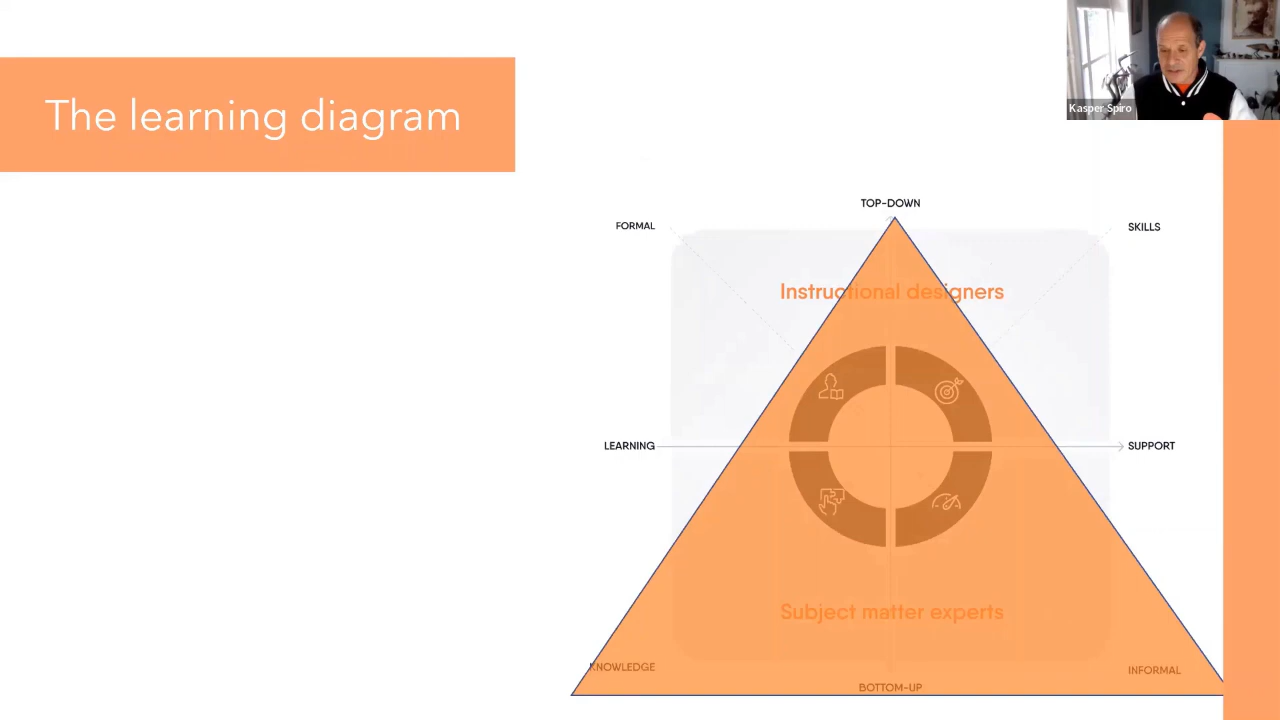 The learning diagram
Kasper Spiro
TOP-DOWN
FORMAL
SKILLS
Instructional designers
LEARNING
SUPPORT
Subject matter experts
KNOWLEDGE
INFORMAL
BOTTOM-UP